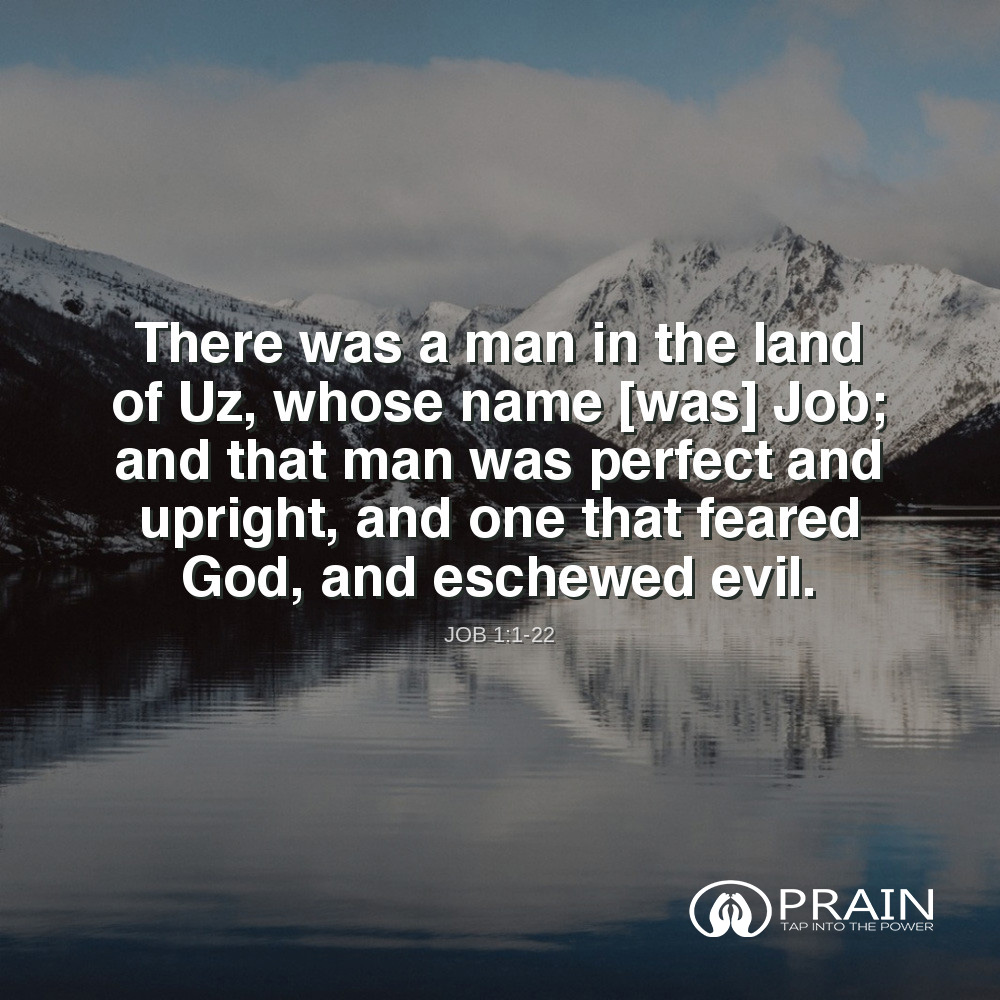 There was a man in the land
of Uz, whose name [was] Job;
and that man was perfect and
upright, and one that feared
God, and eschewed evil.
JOB 1:1-22
PRAIN
TAP INTO THE POWER